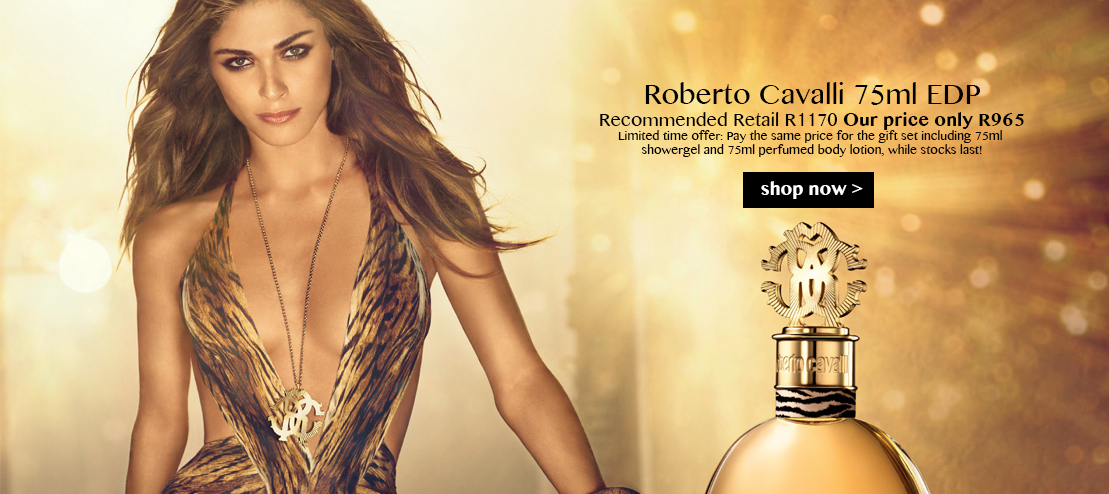 Roberto Cavalli 75ml EDP
Recommended Retail R1170 Our price only R965
Limited time offer: Pay the same price for the gift set including 75ml
showergel and 75ml perfumed body lotion, while stocks last!
shop now >
berto cavalli